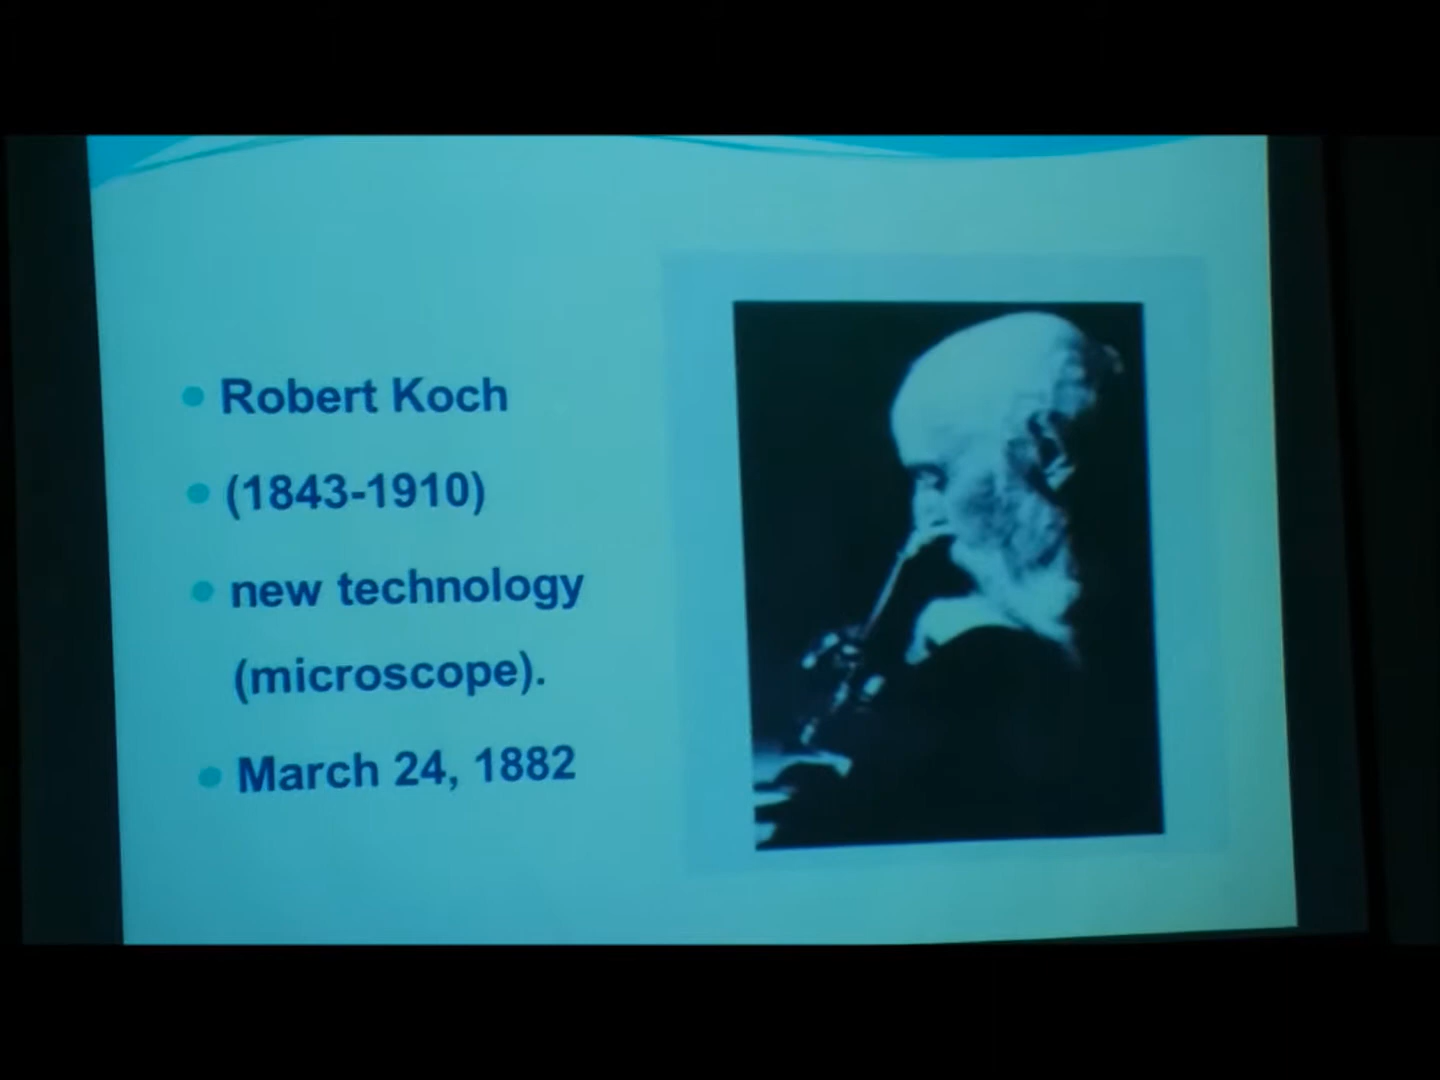 Robert Koch
(1843-1910)
new technology
(microscope).
March 24, 1882